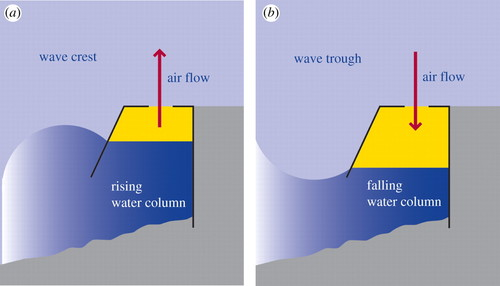 (a)
wave crest
air flow
rising
water column
(b)
wave trough
air flow
falling
water column